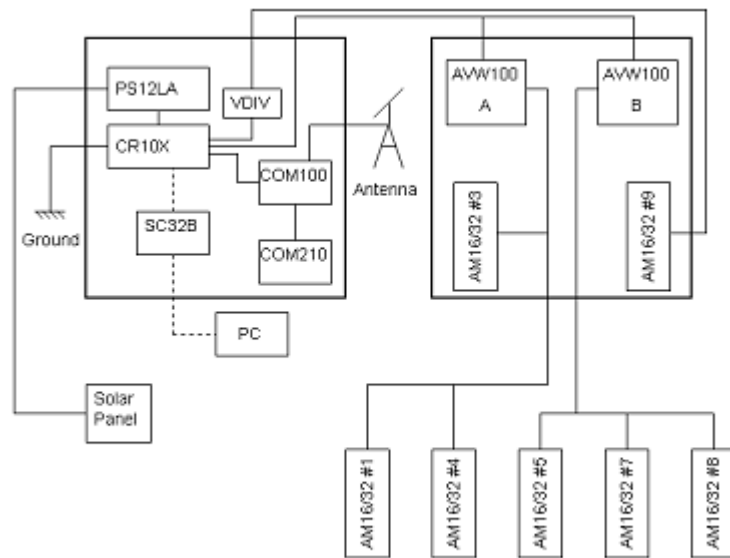 PS12LA
VDIV
CR10X
COM100
SC32B
COM210
Ground
PC
Solar
Panel
Antenna
AVW100
A
AVW100
B
AM16/32 #3
AM16/32 #9
AM16/32 #1
AM16/32 #4
AM16/32 #5
AM16/32 #7
AM16/32 #8